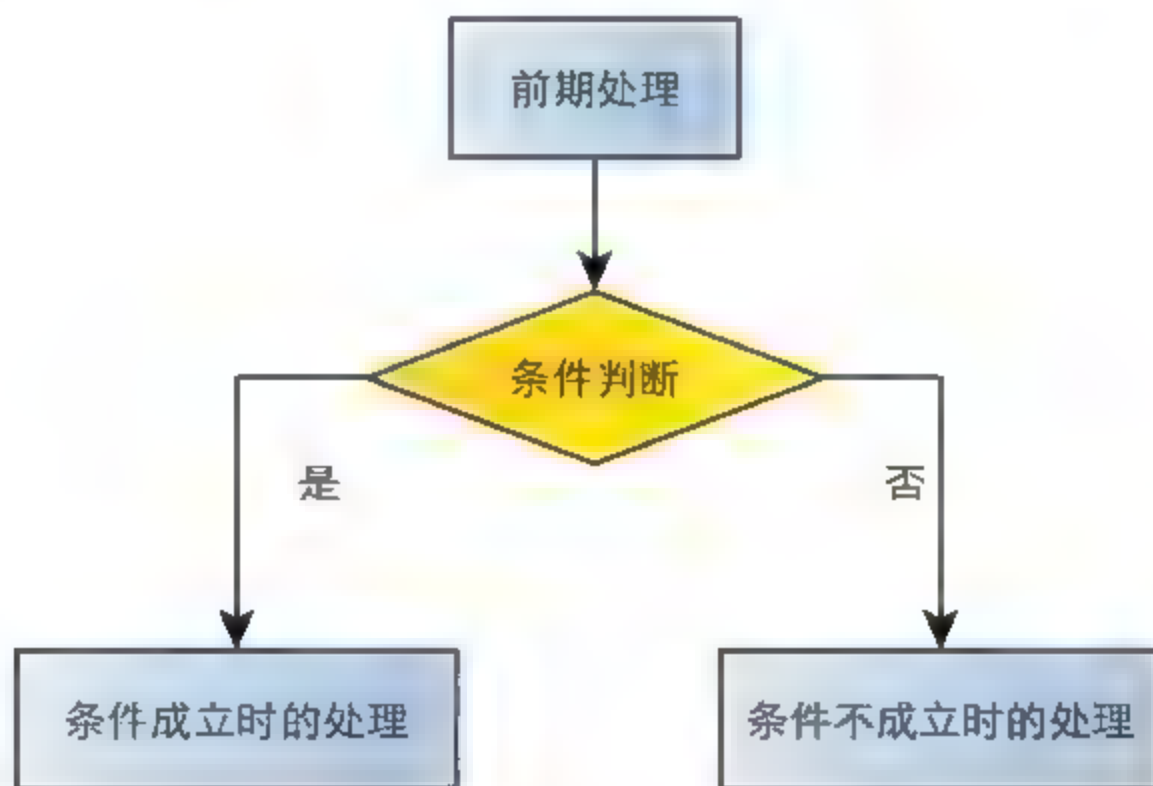 前期处理
条件判断
是
否
条件成立时的处理
条件不成立时的处理